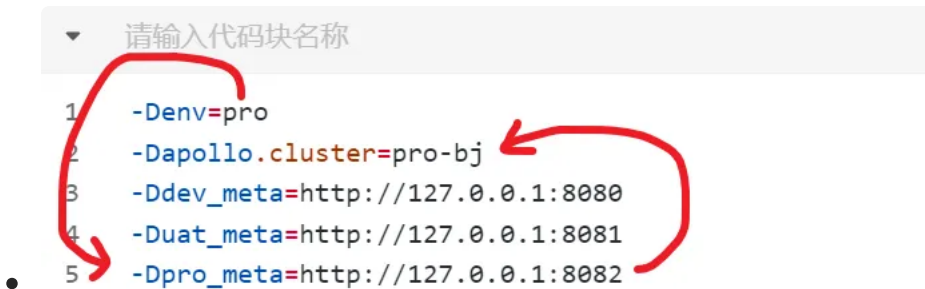 请输入代码块名称
1 -Denv=pro
2 -Dapollo.cluster=pro-bj
3 -Ddev_meta=http://127.0.0.1:8080
4 -Duat_meta=http://127.0.0.1:8081
5 -Dpro_meta=http://127.0.0.1:8082